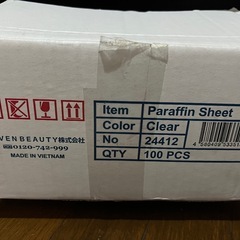 Item Paraffin Sheet
Color Clear
No 24412
QTY 100 PCS
VENBEAUTY株式会社
0120-742-999
MADE IN VIETNAM